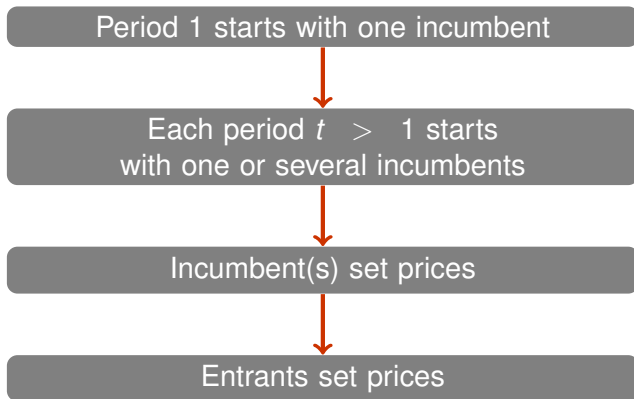 Period 1 starts with one incumbent
Each period t > 1 starts
with one or several incumbents
Incumbent(s) set prices
Entrants set prices